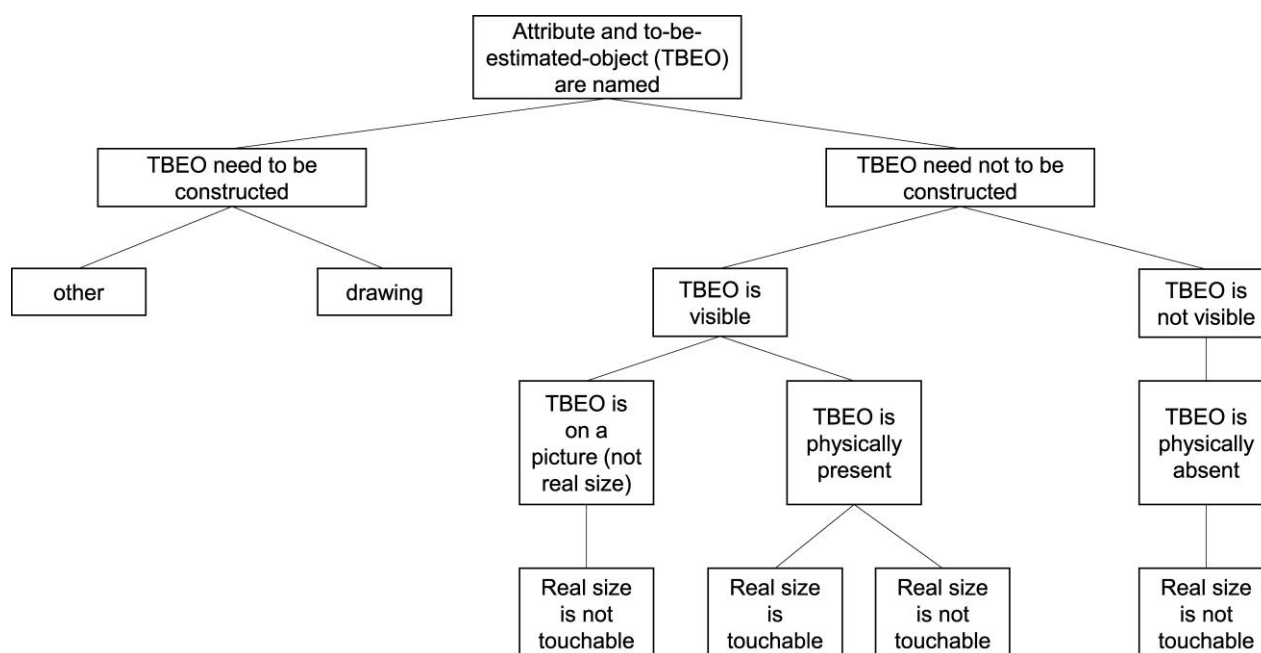 Attribute and to-be-
estimated-object (TBEO)
are named
TBEO need to be
constructed
TBEO need not to be
constructed
other
drawing
TBEO is
visible
TBEO is
not visible
TBEO is
on a
picture (not
real size)
TBEO is
physically
present
TBEO is
physically
absent
Real size
is not
touchable
Real size
is
touchable
Real size
is not
touchable
Real size
is not
touchable